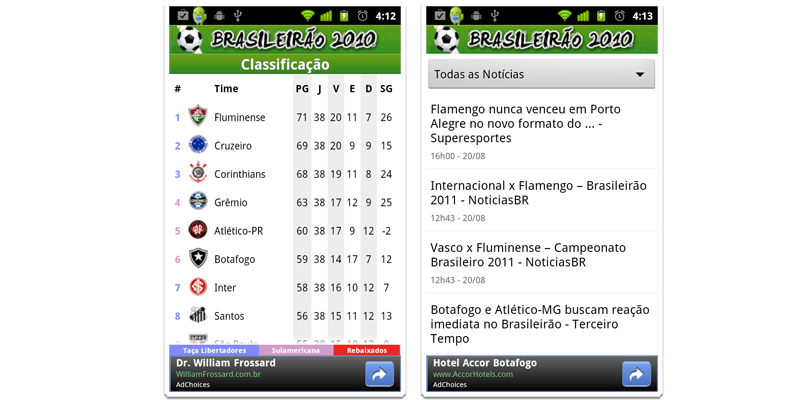 4:12
BRASILEIRÃO 2010
Classificação
# Time PG J V E D SG
1 Fluminense 71 38 20 11 7 26
2 Cruzeiro 69 38 20 9 9 15
3 Corinthians 68 38 19 11 8 24
4 Grêmio 63 38 17 12 9 25
5 Atlético-PR 60 38 17 9 12 -2
6 Botafogo 59 38 14 17 7 12
7 Inter 58 38 16 10 12 7
8 Santos 56 38 15 11 12 13
Taça Libertadores Sulamericana Rebaixados
Dr. William Frossard
WilliamFrossard.com.br
AdChoices
4:13
BRASILEIRÃO 2010
Todas as Notícias
Flamengo nunca venceu em Porto
Alegre no novo formato do ... -
Superesportes
16h00 - 20/08
Internacional x Flamengo – Brasileirão
2011 - NoticiasBR
12h43 - 20/08
Vasco x Fluminense – Campeonato
Brasileiro 2011 - NoticiasBR
12h43 - 20/08
Botafogo e Atlético-MG buscam reação
imediata no Brasileirão - Terceiro
Tempo
Hotel Accor Botafogo
www.AccorHotels.com
AdChoices